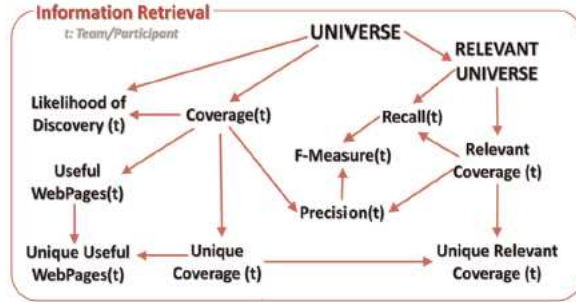 Information Retrieval
t: Team/Participant
UNIVERSE
RELEVANT
UNIVERSE
Likelihood of
Discovery (t)
Coverage(t)
Recall(t)
F-Measure(t)
Relevant
Coverage (t)
Useful
WebPages(t)
Precision(t)
Unique Useful
WebPages(t)
Unique
Coverage (t)
Unique Relevant
Coverage (t)